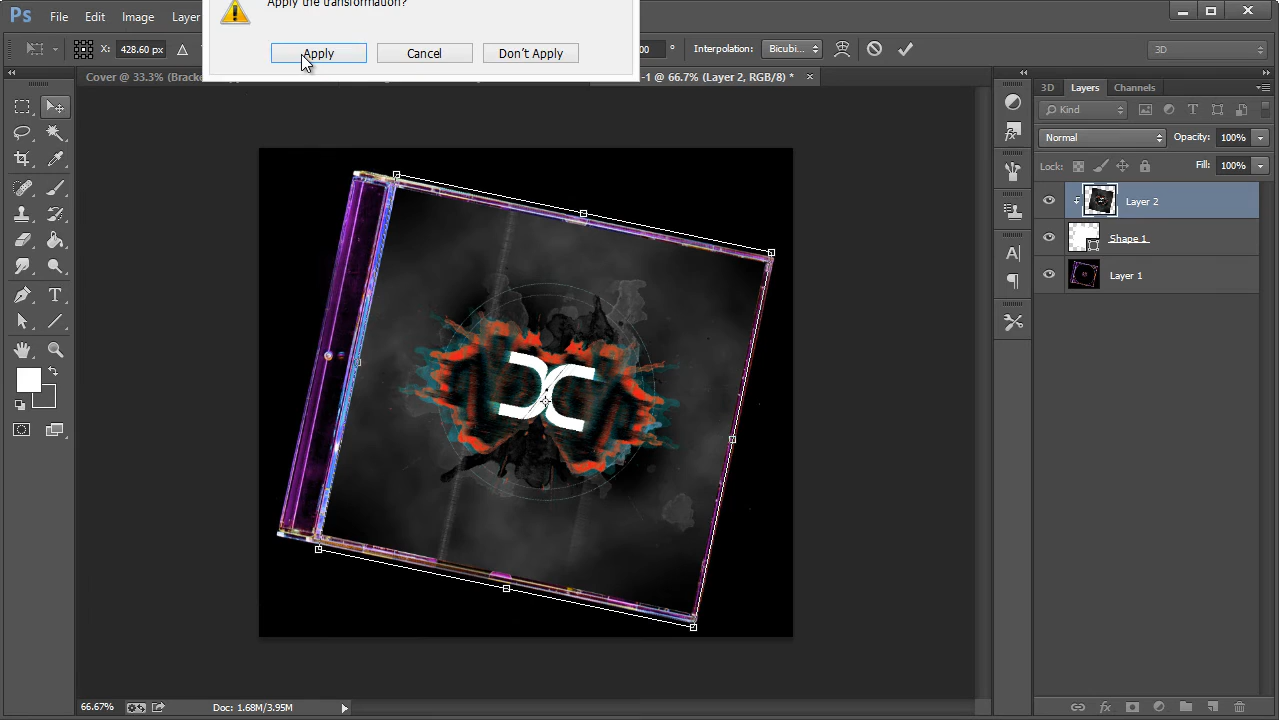 Apply the transformation?
Apply Cancel Don't Apply
Ps File Edit Image Layer
X: 428.60 px °  Interpolation: Bicubi... 3D
Cover @ 33.3% (Bracke
-1 @ 66.7% (Layer 2, RGB/8) * ×
3D Layers Channels
Kind
Normal Opacity: 100%
Lock: Fill: 100%
Layer 2
Shape 1
Layer 1
66.67% Doc: 1.68M/3.95M